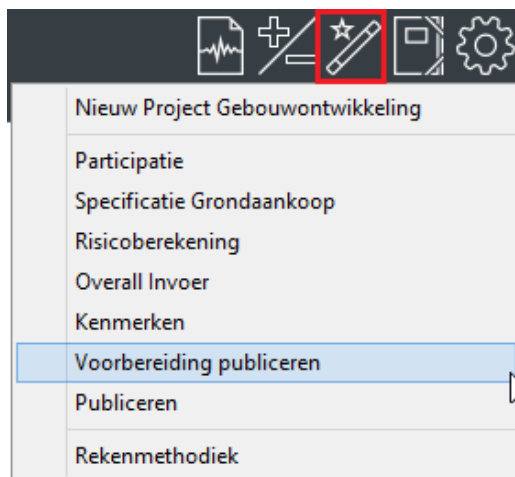 Nieuw Project Gebouwontwikkeling
Participatie
Specificatie Grondaankoop
Risicoberekening
Overall Invoer
Kenmerken
Voorbereiding publiceren
Publiceren
Rekenmethodiek